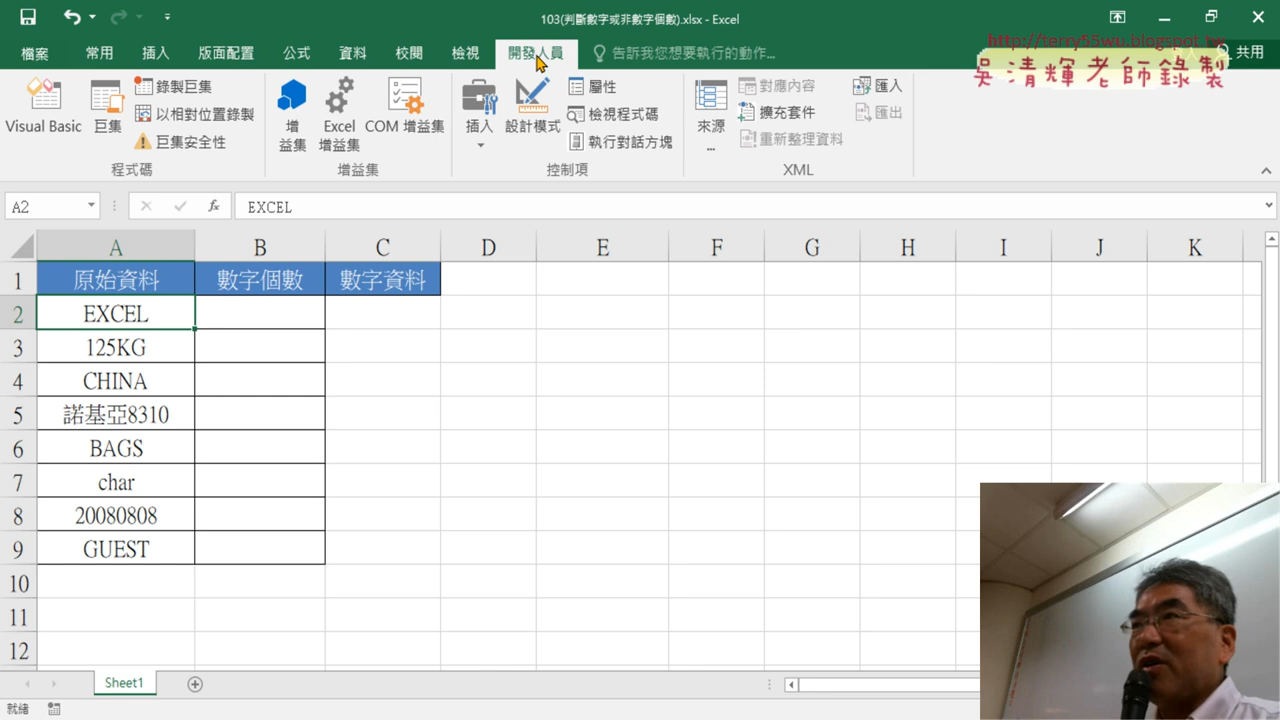 103(判斷數字或非數字個數).xlsx - Excel
http://terry55wu.blogspot.tw
吳清輝老師錄製
檔案 常用 插入 版面配置 公式 資料 校閱 檢視 開發人員 告訴我您想要執行的動作... 共用
Visual Basic 巨集 錄製巨集 以相對位置錄製 巨集安全性
程式碼
增益集 Excel 增益集 COM 增益集
增益集
插入 設計模式 屬性 檢視程式碼 執行對話方塊
控制項
來源... 對應內容 擴充套件 重新整理資料 匯入 匯出
XML
A2 fx EXCEL
A B C D E F G H I J K
1 原始資料 數字個數 數字資料
2 EXCEL
3 125KG
4 CHINA
5 諾基亞8310
6 BAGS
7 char
8 20080808
9 GUEST
10
11
12
Sheet1
就緒